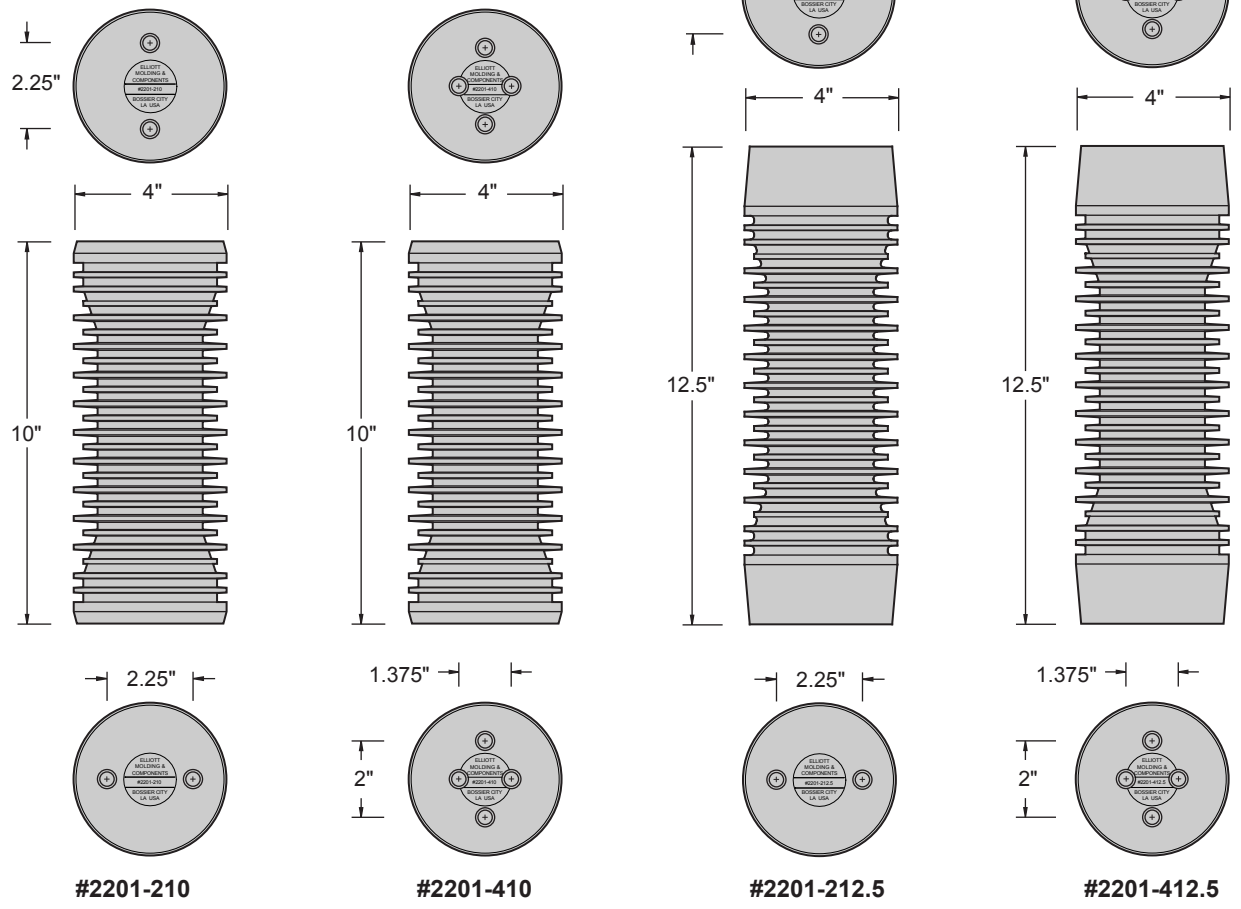 BOSSIER CITY
LA USA
BOSSIER CITY
LA USA
2.25"
ELLIOTT
MOLDING &
COMPONENTS
#2201-210
BOSSIER CITY
LA USA
ELLIOTT
MOLDING &
COMPONENTS
#2201-410
BOSSIER CITY
LA USA
4"
4"
4"
4"
10"
10"
12.5"
12.5"
2.25"
1.375"
2.25"
1.375"
ELLIOTT
MOLDING &
COMPONENTS
#2201-210
BOSSIER CITY
LA USA
2"
ELLIOTT
MOLDING &
COMPONENTS
#2201-410
BOSSIER CITY
LA USA
ELLIOTT
MOLDING &
COMPONENTS
#2201-212.5
BOSSIER CITY
LA USA
2"
ELLIOTT
MOLDING &
COMPONENTS
#2201-412.5
BOSSIER CITY
LA USA
#2201-210
#2201-410
#2201-212.5
#2201-412.5